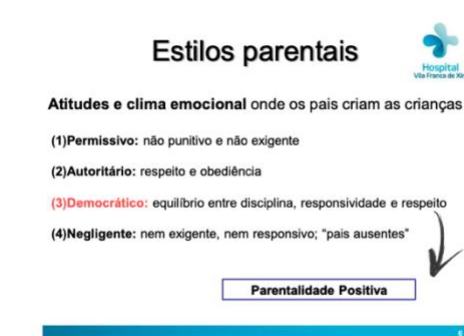 Estilos parentais
Hospital
Vila Franca de Xi
Atitudes e clima emocional onde os pais criam as crianças
(1)Permissivo: não punitivo e não exigente
(2)Autoritário: respeito e obediência
(3)Democrático: equilíbrio entre disciplina, responsividade e respeito
(4)Negligente: nem exigente, nem responsivo; "pais ausentes"
Parentalidade Positiva